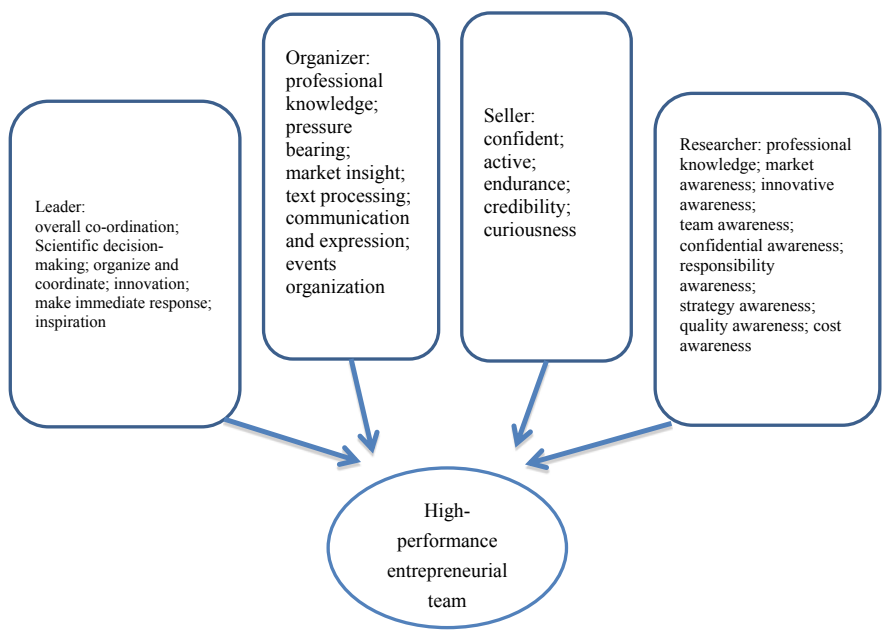 Leader:
overall co-ordination;
Scientific decision-
making; organize and
coordinate; innovation;
make immediate response;
inspiration
Organizer:
professional
knowledge;
pressure
bearing;
market insight;
text processing;
communication
and expression;
events
organization
Seller:
confident;
active;
endurance;
credibility;
curiousness
Researcher: professional
knowledge; market
awareness; innovative
awareness;
team awareness;
confidential awareness;
responsibility
awareness;
strategy awareness;
quality awareness; cost
awareness
High-
performance
entrepreneurial
team